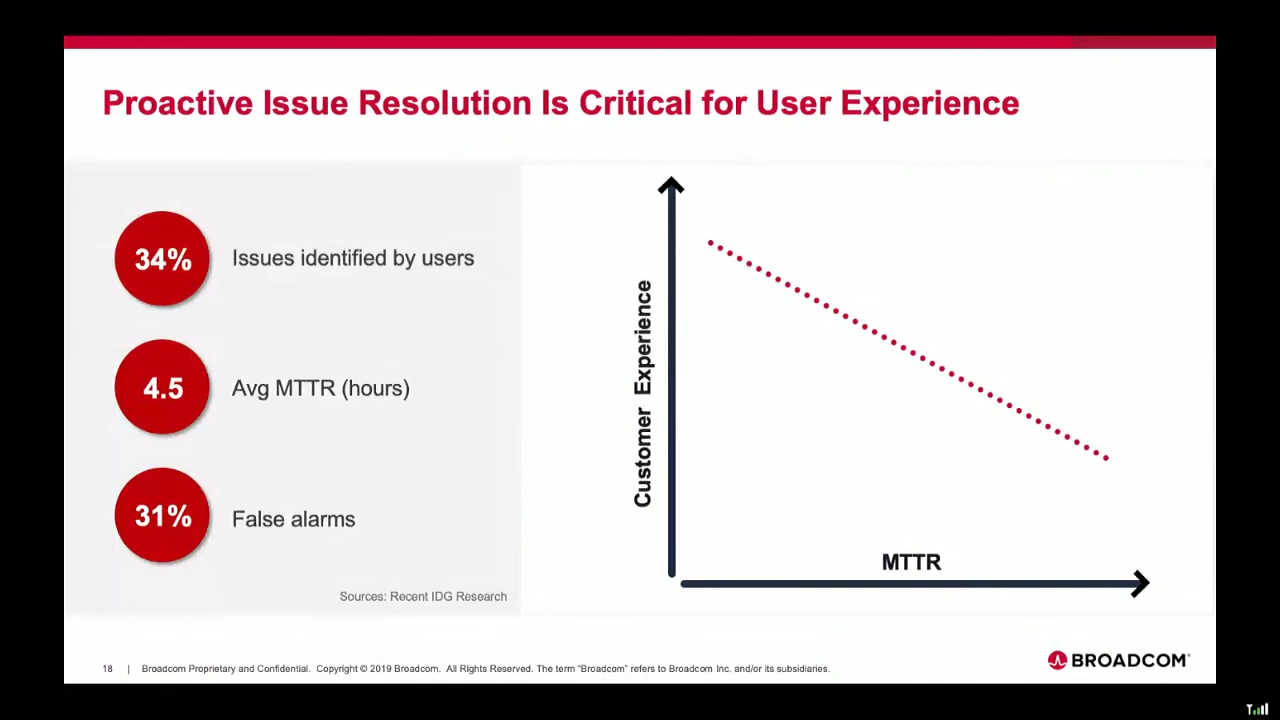 Proactive Issue Resolution Is Critical for User Experience
34%
Issues identified by users
4.5
Avg MTTR (hours)
31%
False alarms
Sources: Recent IDG Research
Customer Experience
MTTR
18 | Broadcom Proprietary and Confidential. Copyright © 2019 Broadcom. All Rights Reserved. The term “Broadcom” refers to Broadcom Inc. and/or its subsidiaries.
BROADCOM®